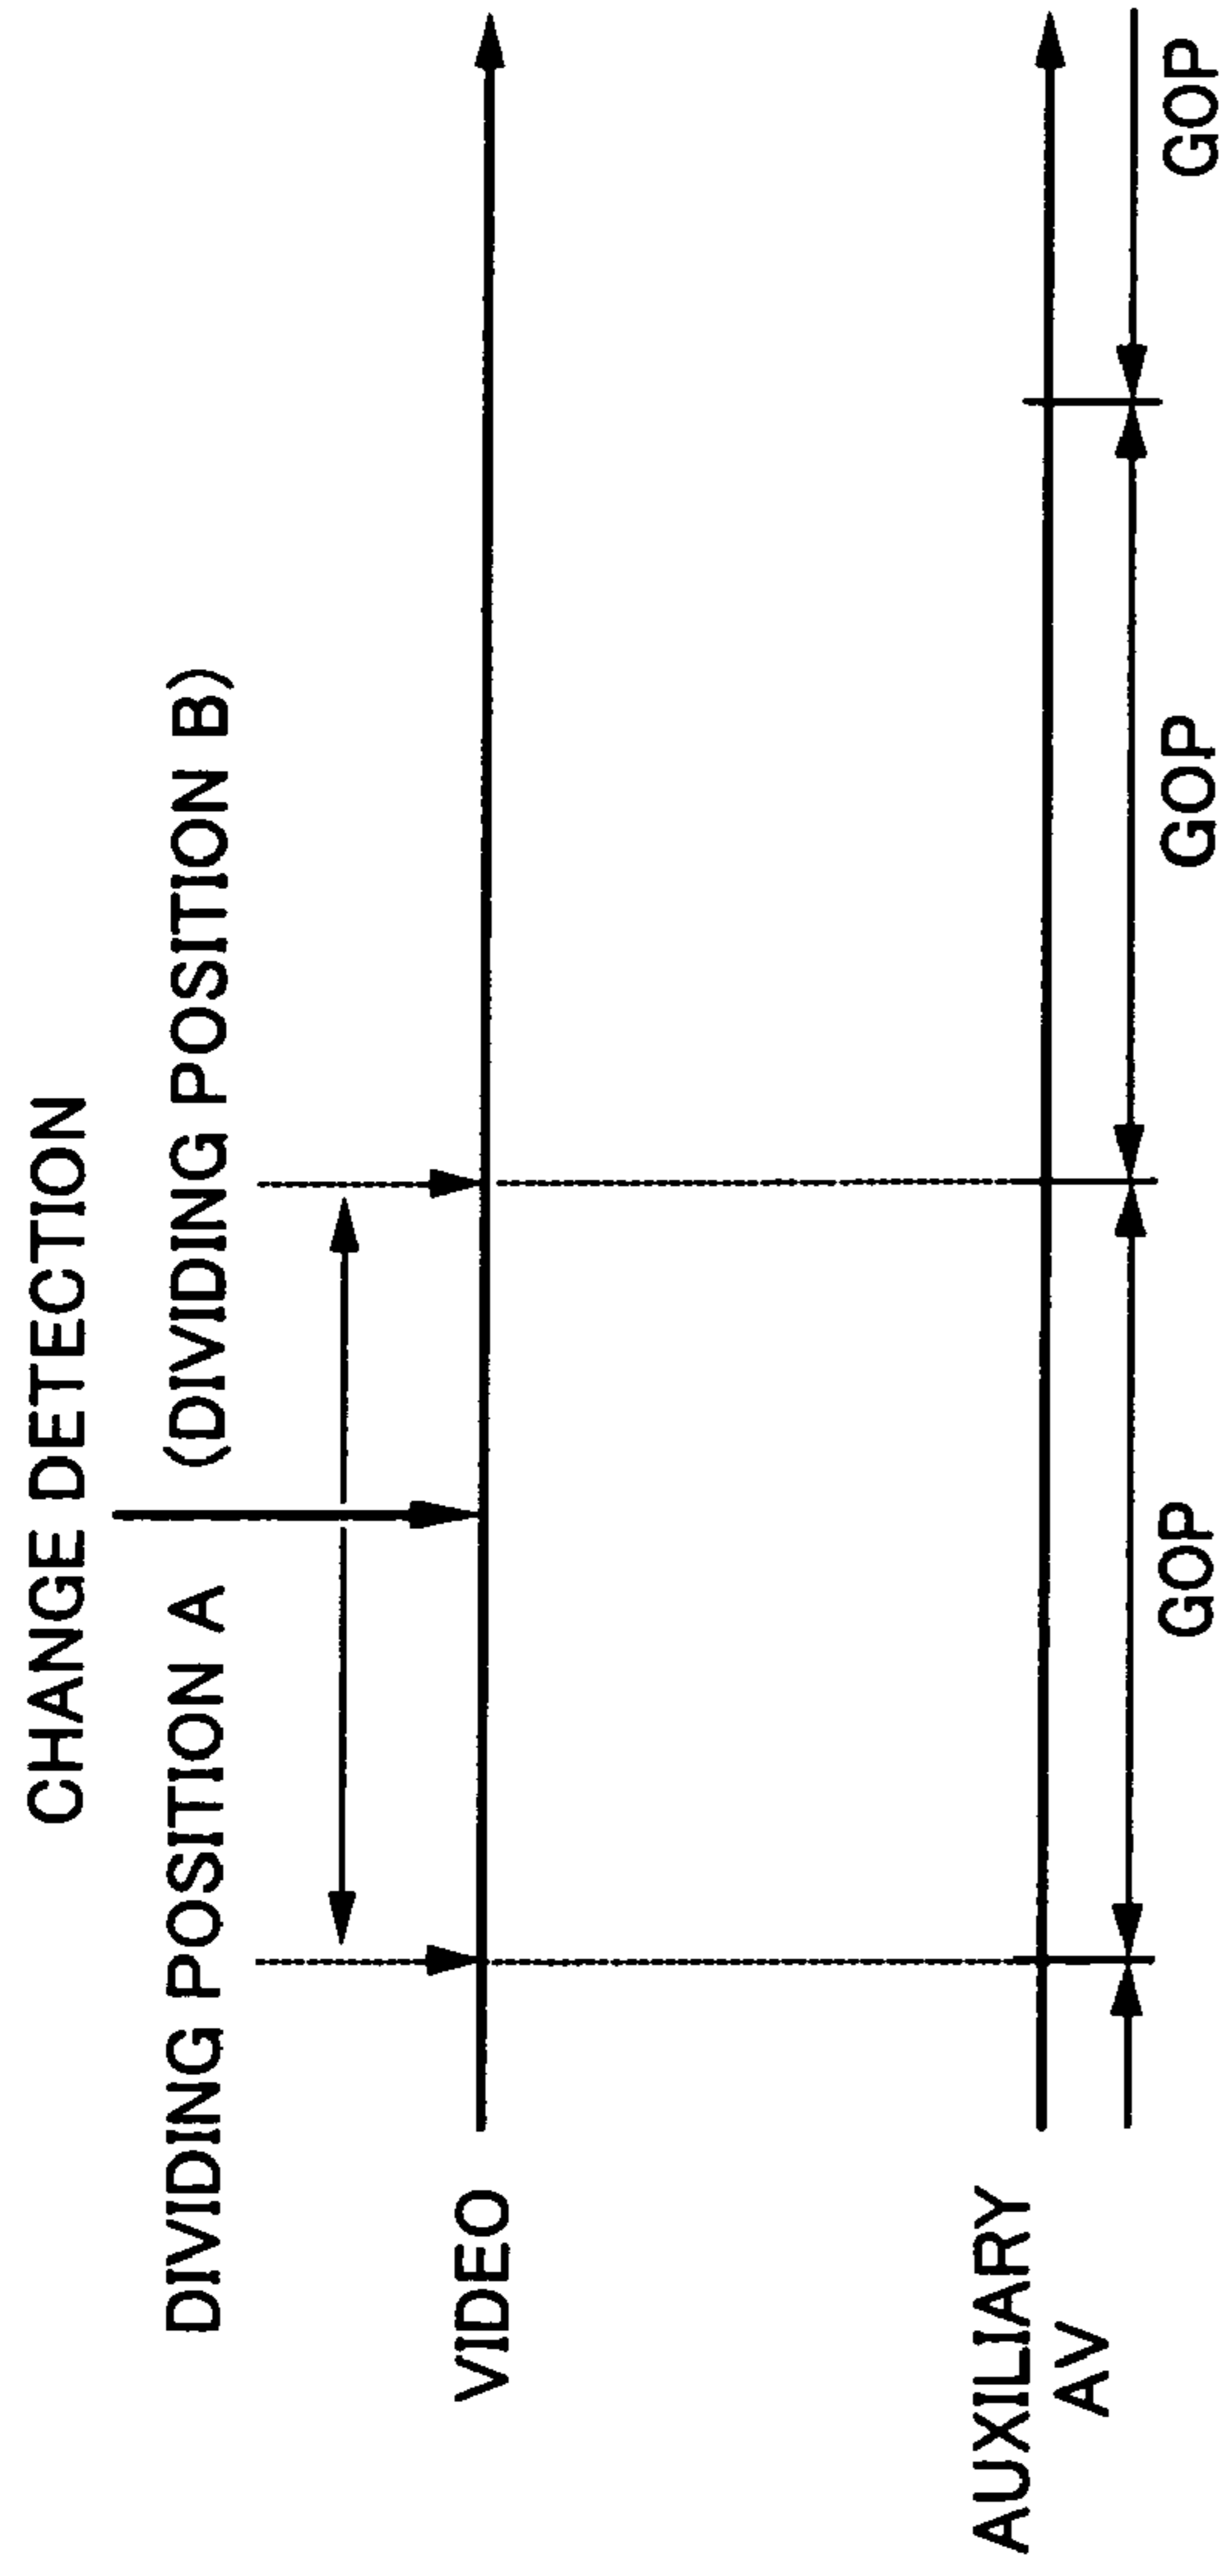 CHANGE DETECTION
DIVIDING POSITION A (DIVIDING POSITION B)
VIDEO
AUXILIARY
AV
GOP GOP GOP